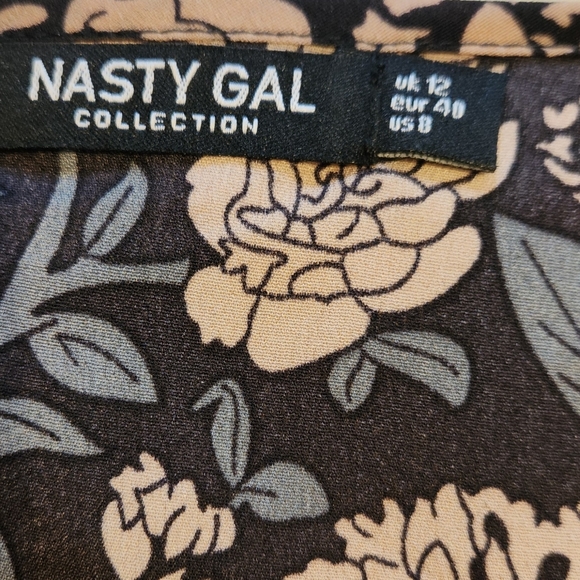 NASTY GAL
COLLECTION
uk 12
eur 40
us 8